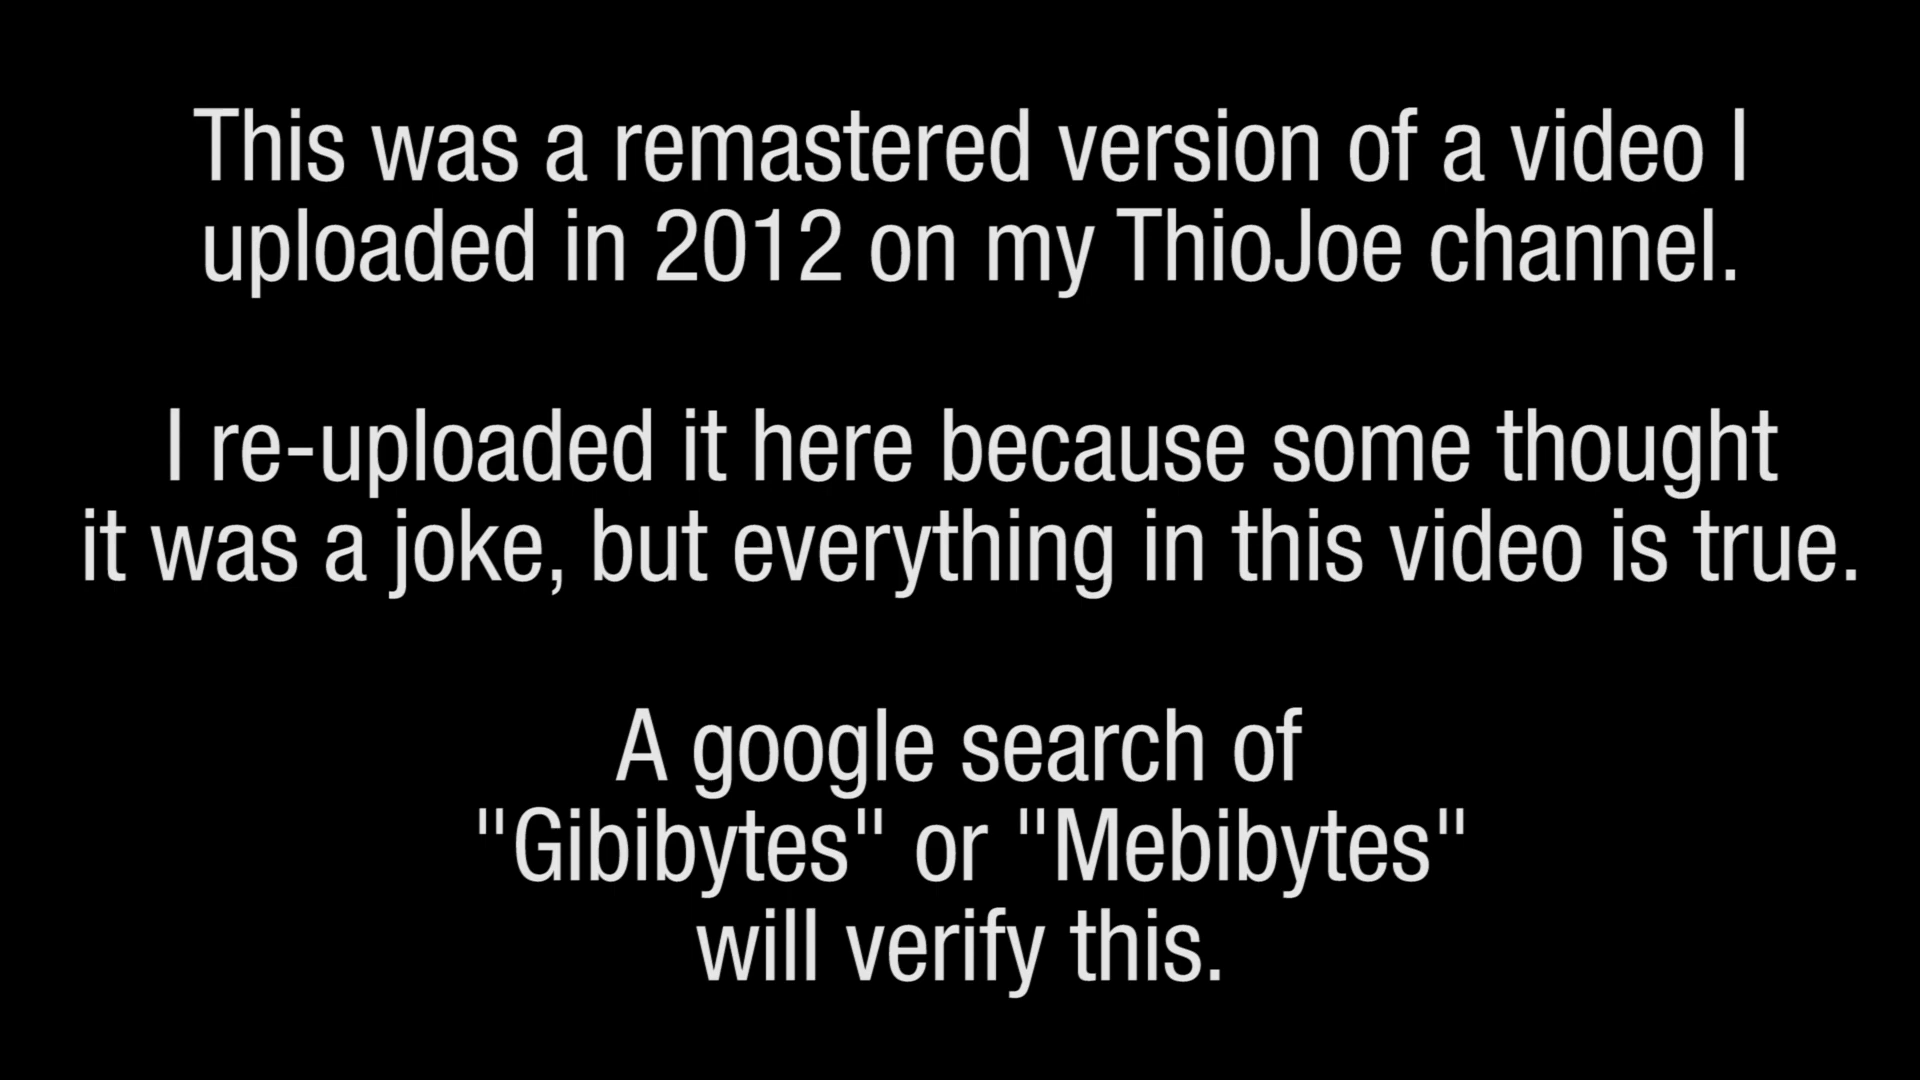 This was a remastered version of a video I
uploaded in 2012 on my ThioJoe channel.
I re-uploaded it here because some thought
it was a joke, but everything in this video is true.
A google search of
"Gibibytes" or "Mebibytes"
will verify this.